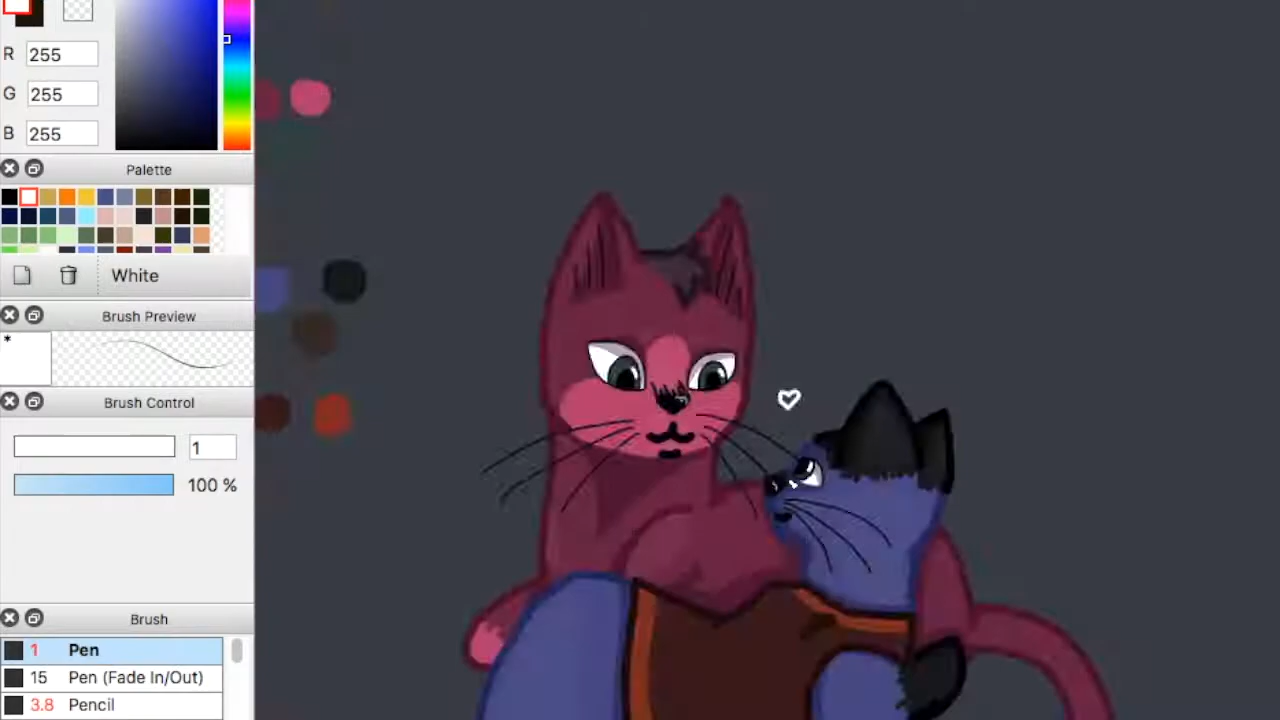 R 255
G 255
B 255
Palette
White
Brush Preview
*
Brush Control
1
100 %
Brush
1 Pen
15 Pen (Fade In/Out)
3.8 Pencil